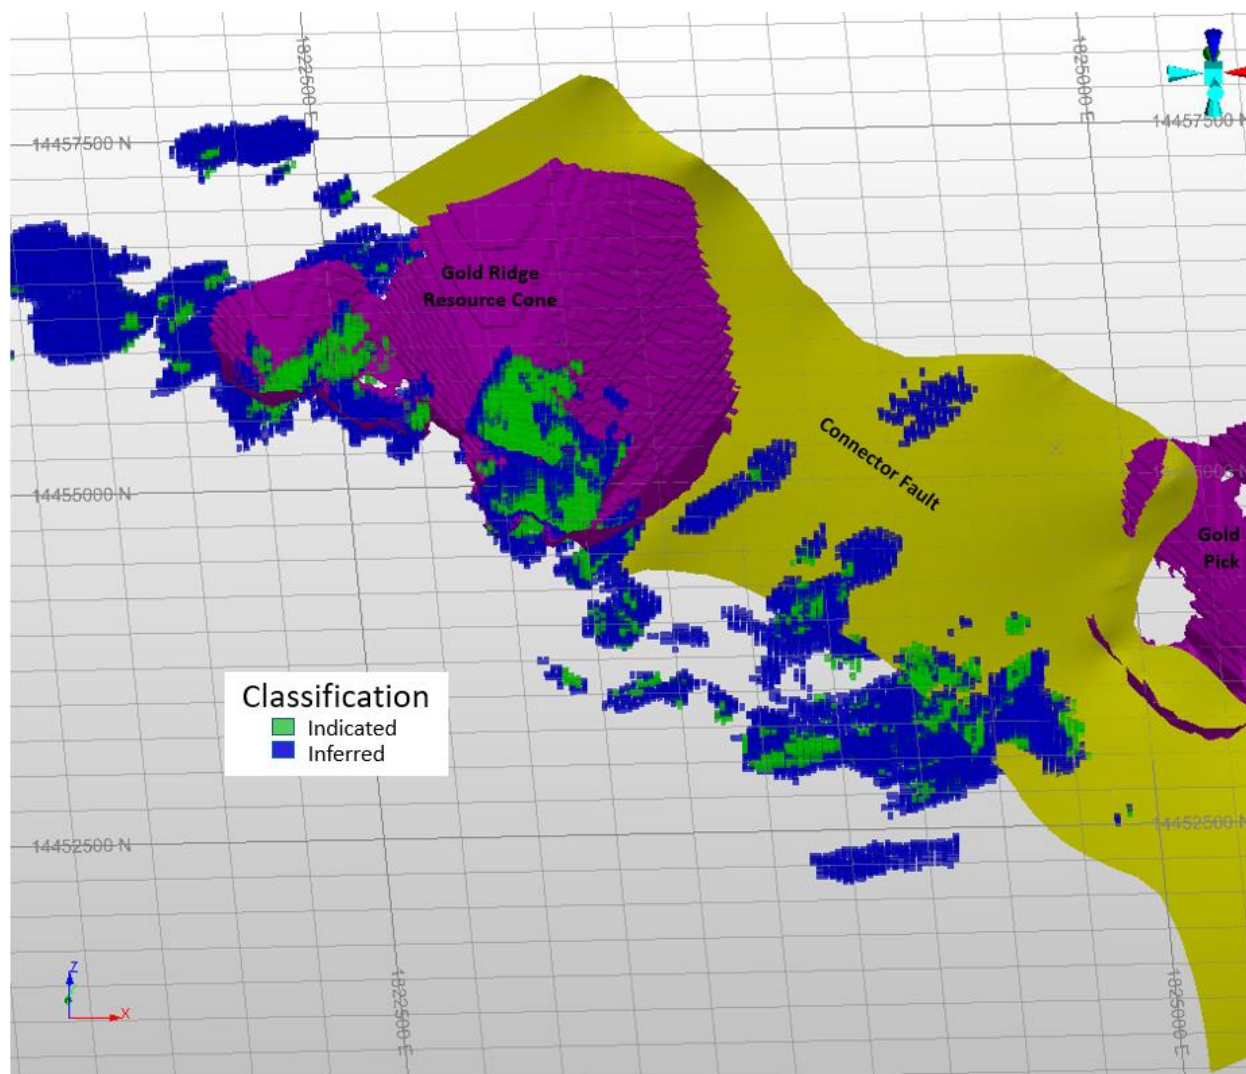 1822500 E
1825000 E
14457500 N
14457500 N
Gold Ridge
Resource Cone
Connector Fault
14455000 N
Gold
Pick
Classification
Indicated
Inferred
14452500 N
14452500 N
Z
X
1822500 E
1825000 E